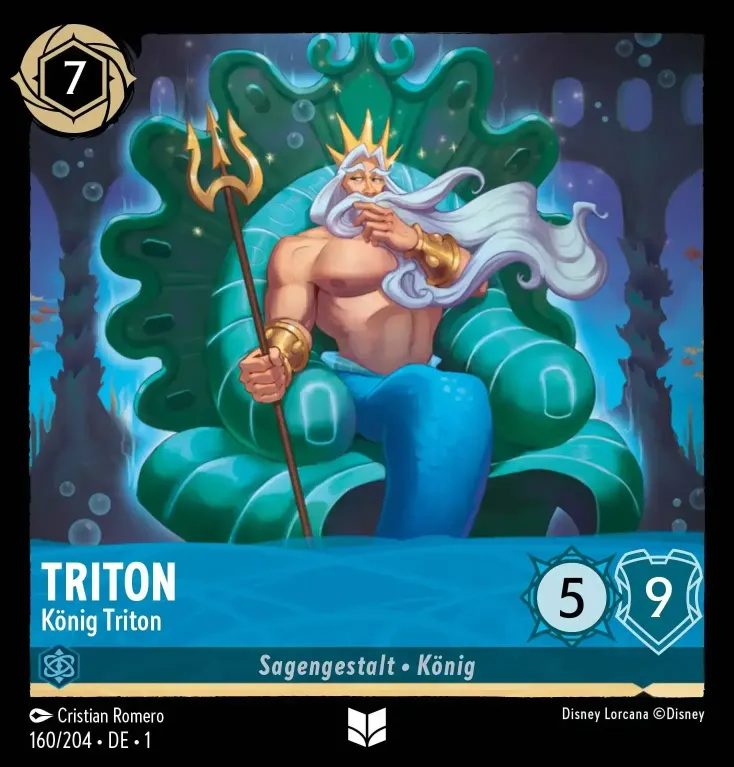 7
TRITON
König Triton
5
9
Sagengestalt • König
Cristian Romero
160/204 • DE • 1
Disney Lorcana ©Disney